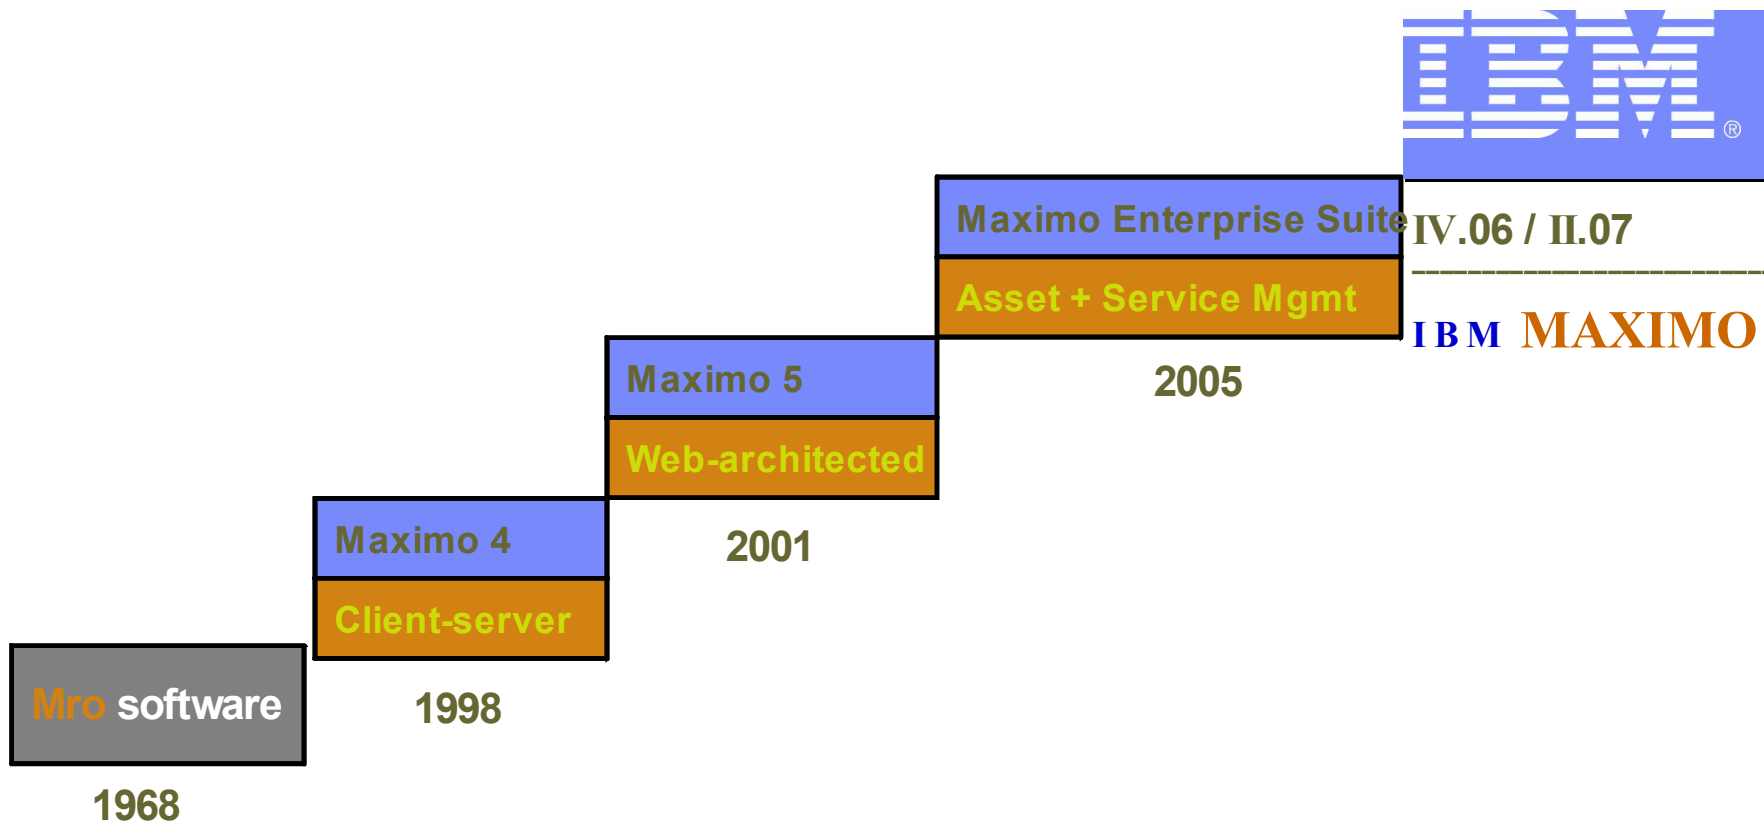 IBM®
Maximo Enterprise Suite
IV.06 / II.07
Asset + Service Mgmt
IBM MAXIMO
2005
Maximo 5
Web-architected
2001
Maximo 4
Client-server
1998
Mro software
1968